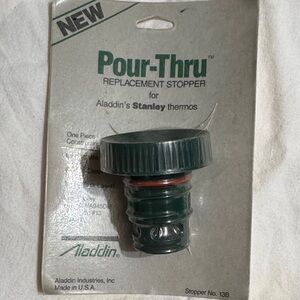 NEW
Pour-Thru™
REPLACEMENT STOPPER
for
Aladdin's Stanley thermos
One Piece
Aladdin
Aladdin Industries, Inc
Made in U.S.A.
Stopper No. 13B